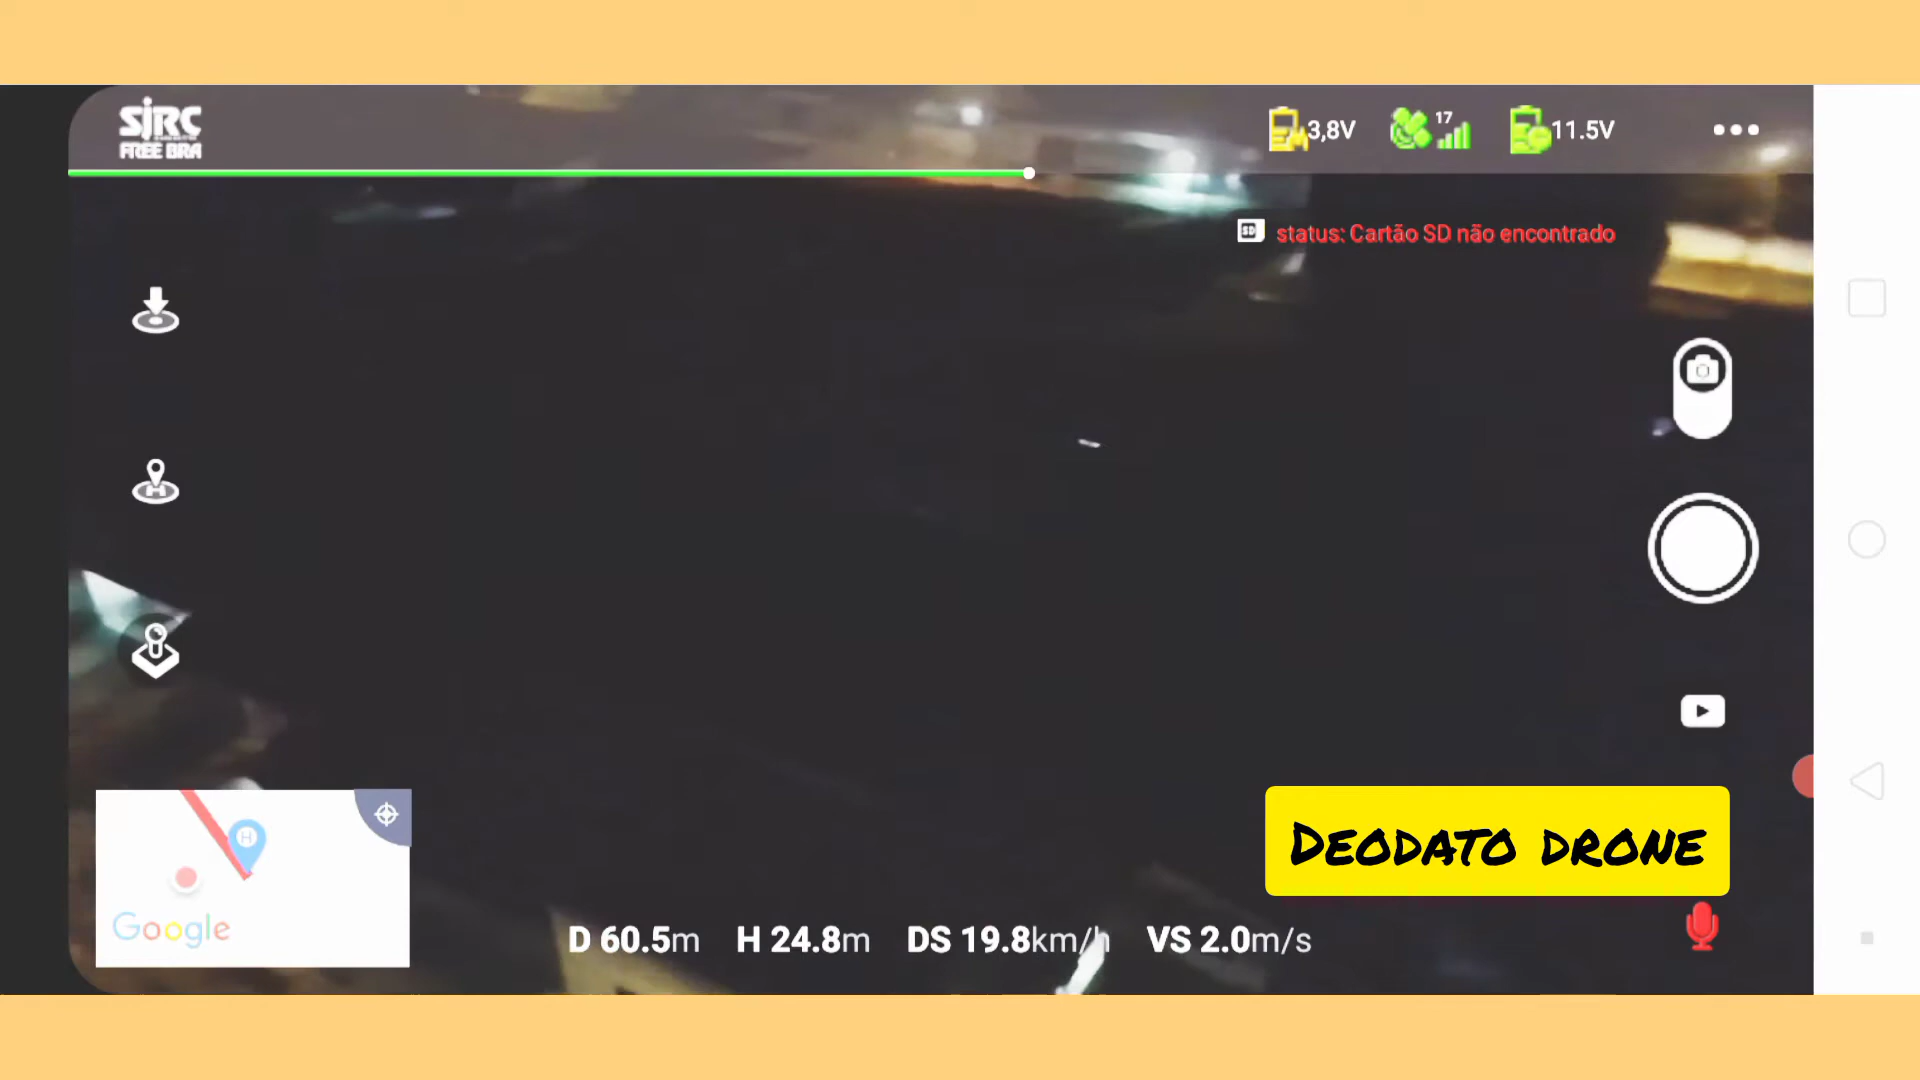 SJRC
FREE BRA
3,8V
17
11.5V
SD
status: Cartão SD não encontrado
H
H
Google
DEODATO DRONE
D 60.5m H 24.8m DS 19.8km/h VS 2.0m/s